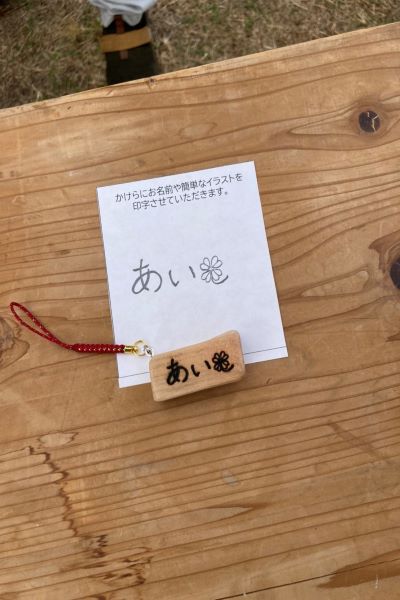 かけらにお名前や簡単なイラストを
印字させていただきます。
あい
あい